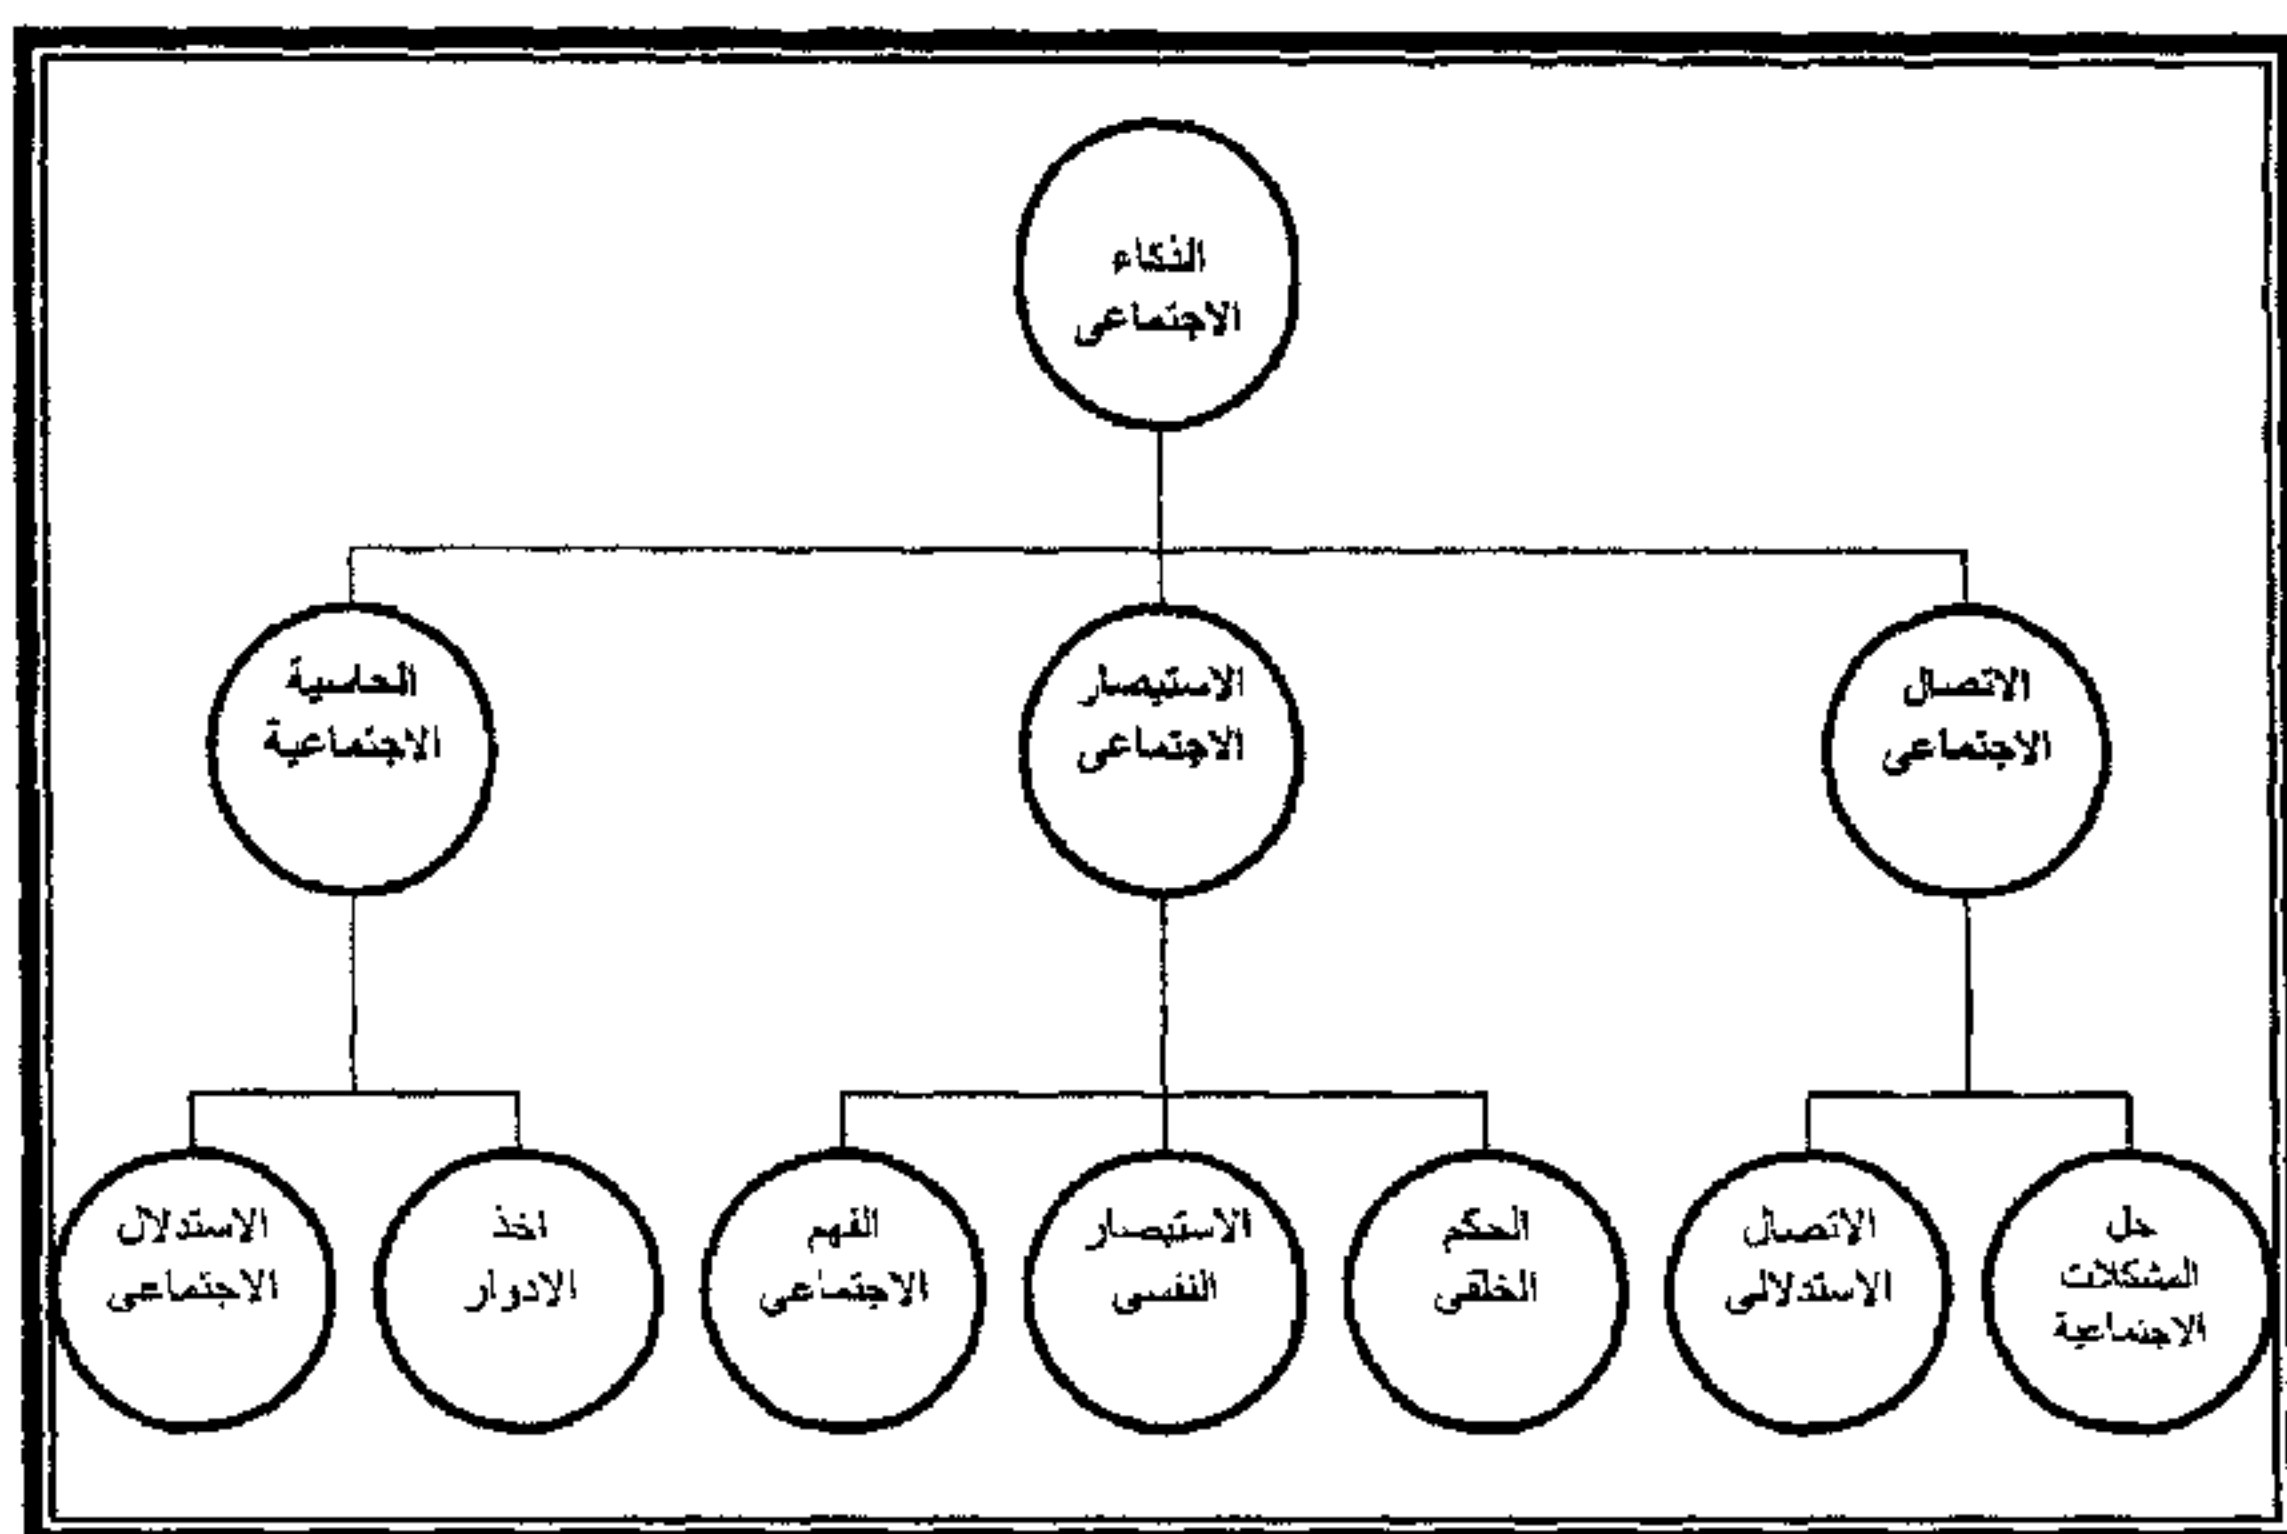 الذكاء
الاجتماعى
الاتصال
الاجتماعى
الاستبصار
الاجتماعى
الحاسية
الاجتماعية
حل
المشكلات
الاجتماعية
الاتصال
الاستدلالى
الحكم
الخلقى
الاستبصار
النفسى
الفهم
الاجتماعى
اخذ
الادوار
الاستدلال
الاجتماعى